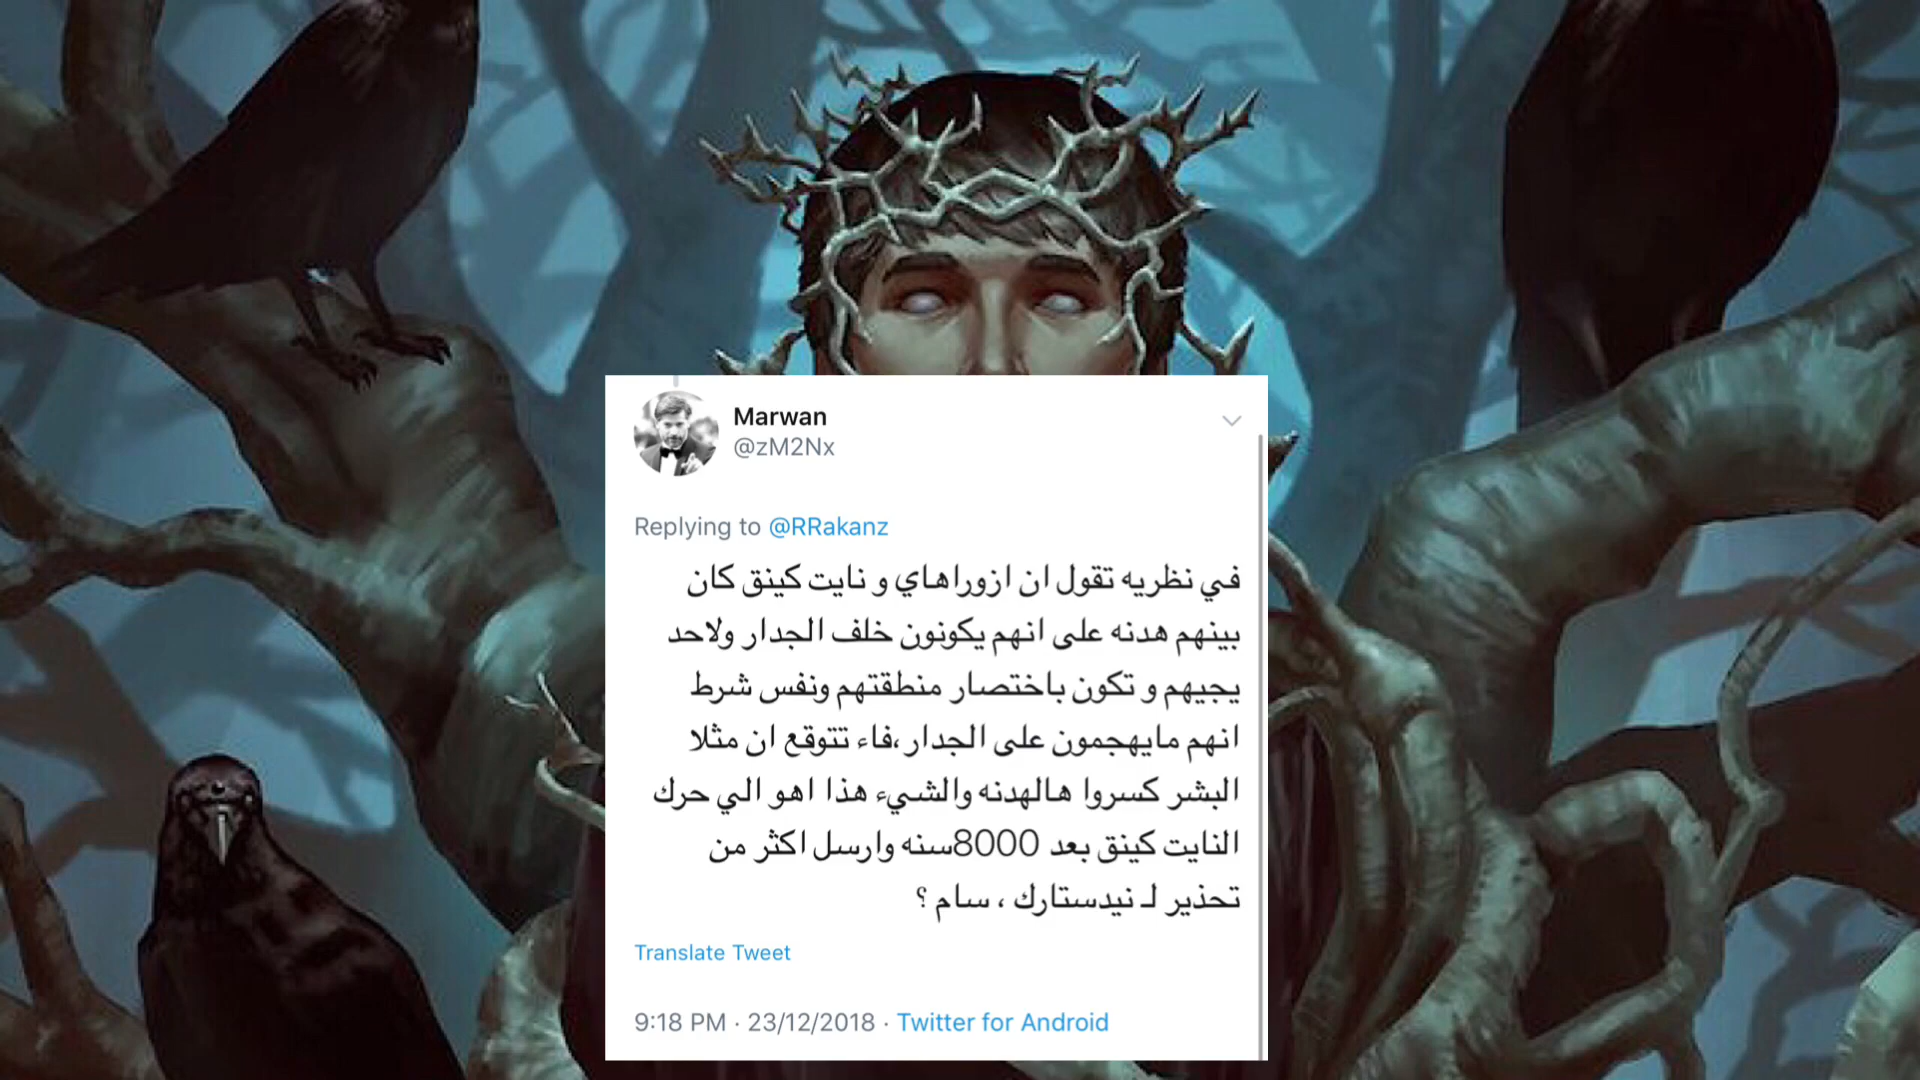 Marwan
@zM2Nx
Replying to @RRakanz
في نظريه تقول ان ازوراهاي و نايت كينق كان
بينهم هدنه على انهم يكونون خلف الجدار ولاحد
يجيهم و تكون باختصار منطقتهم ونفس شرط
انهم مايهجمون على الجدار،فاء تتوقع ان مثلا
البشر كسروا هالهدنه والشيء هذا اهو الي حرك
النايت كينق بعد 8000سنه وارسل اكثر من
تحذير لـ نيدستارك ، سام ؟
Translate Tweet
9:18 PM · 23/12/2018 · Twitter for Android